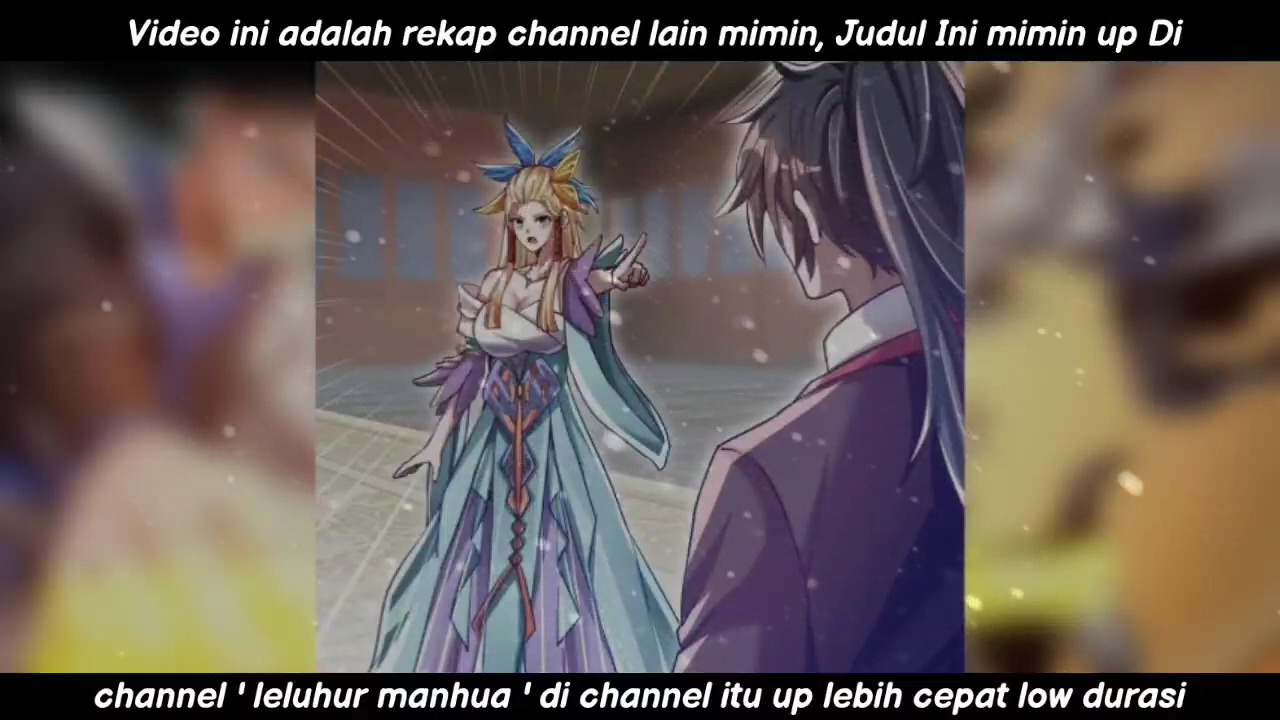 Video ini adalah rekap channel lain mimin, Judul Ini mimin up Di
channel ' leluhur manhua ' di channel itu up lebih cepat low durasi